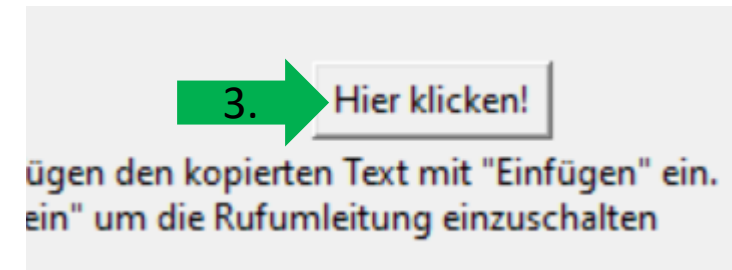 3. Hier klicken!
ügen den kopierten Text mit "Einfügen" ein.
ein" um die Rufumleitung einzuschalten